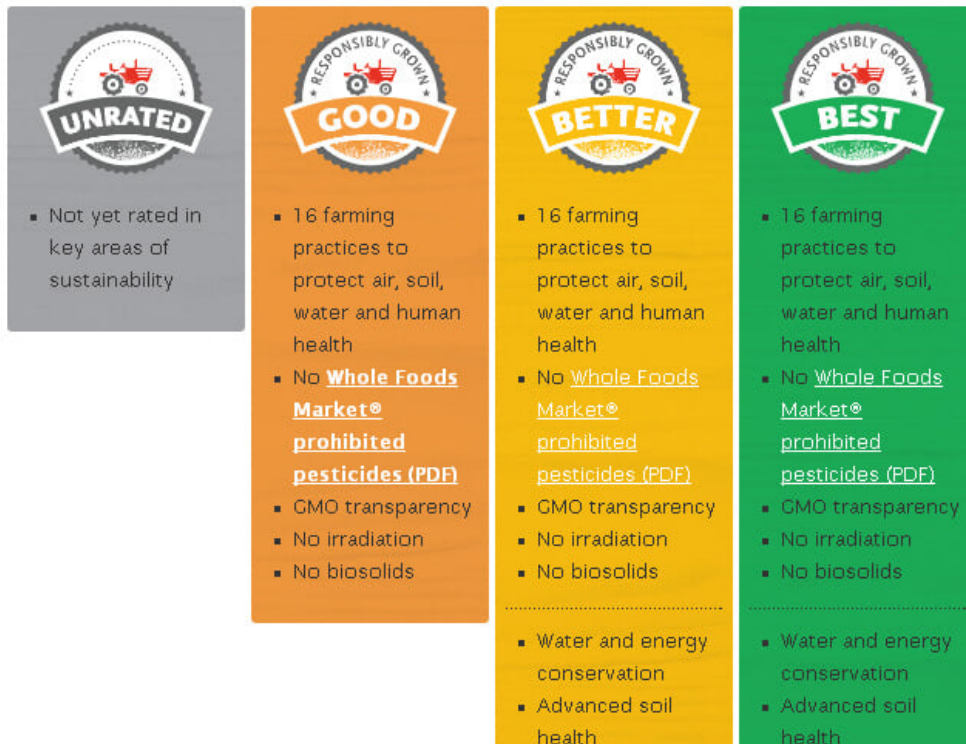 UNRATED
▪ Not yet rated in
key areas of
sustainability
RESPONSIBLY GROWN
GOOD
▪ 16 farming
practices to
protect air, soil,
water and human
health
▪ No Whole Foods
Market®
prohibited
pesticides (PDF)
▪ GMO transparency
▪ No irradiation
▪ No biosolids
RESPONSIBLY GROWN
BETTER
▪ 16 farming
practices to
protect air, soil,
water and human
health
▪ No Whole Foods
Market®
prohibited
pesticides (PDF)
▪ GMO transparency
▪ No irradiation
▪ No biosolids
▪ Water and energy
conservation
▪ Advanced soil
health
RESPONSIBLY GROWN
BEST
▪ 16 farming
practices to
protect air, soil,
water and human
health
▪ No Whole Foods
Market®
prohibited
pesticides (PDF)
▪ GMO transparency
▪ No irradiation
▪ No biosolids
▪ Water and energy
conservation
▪ Advanced soil
health